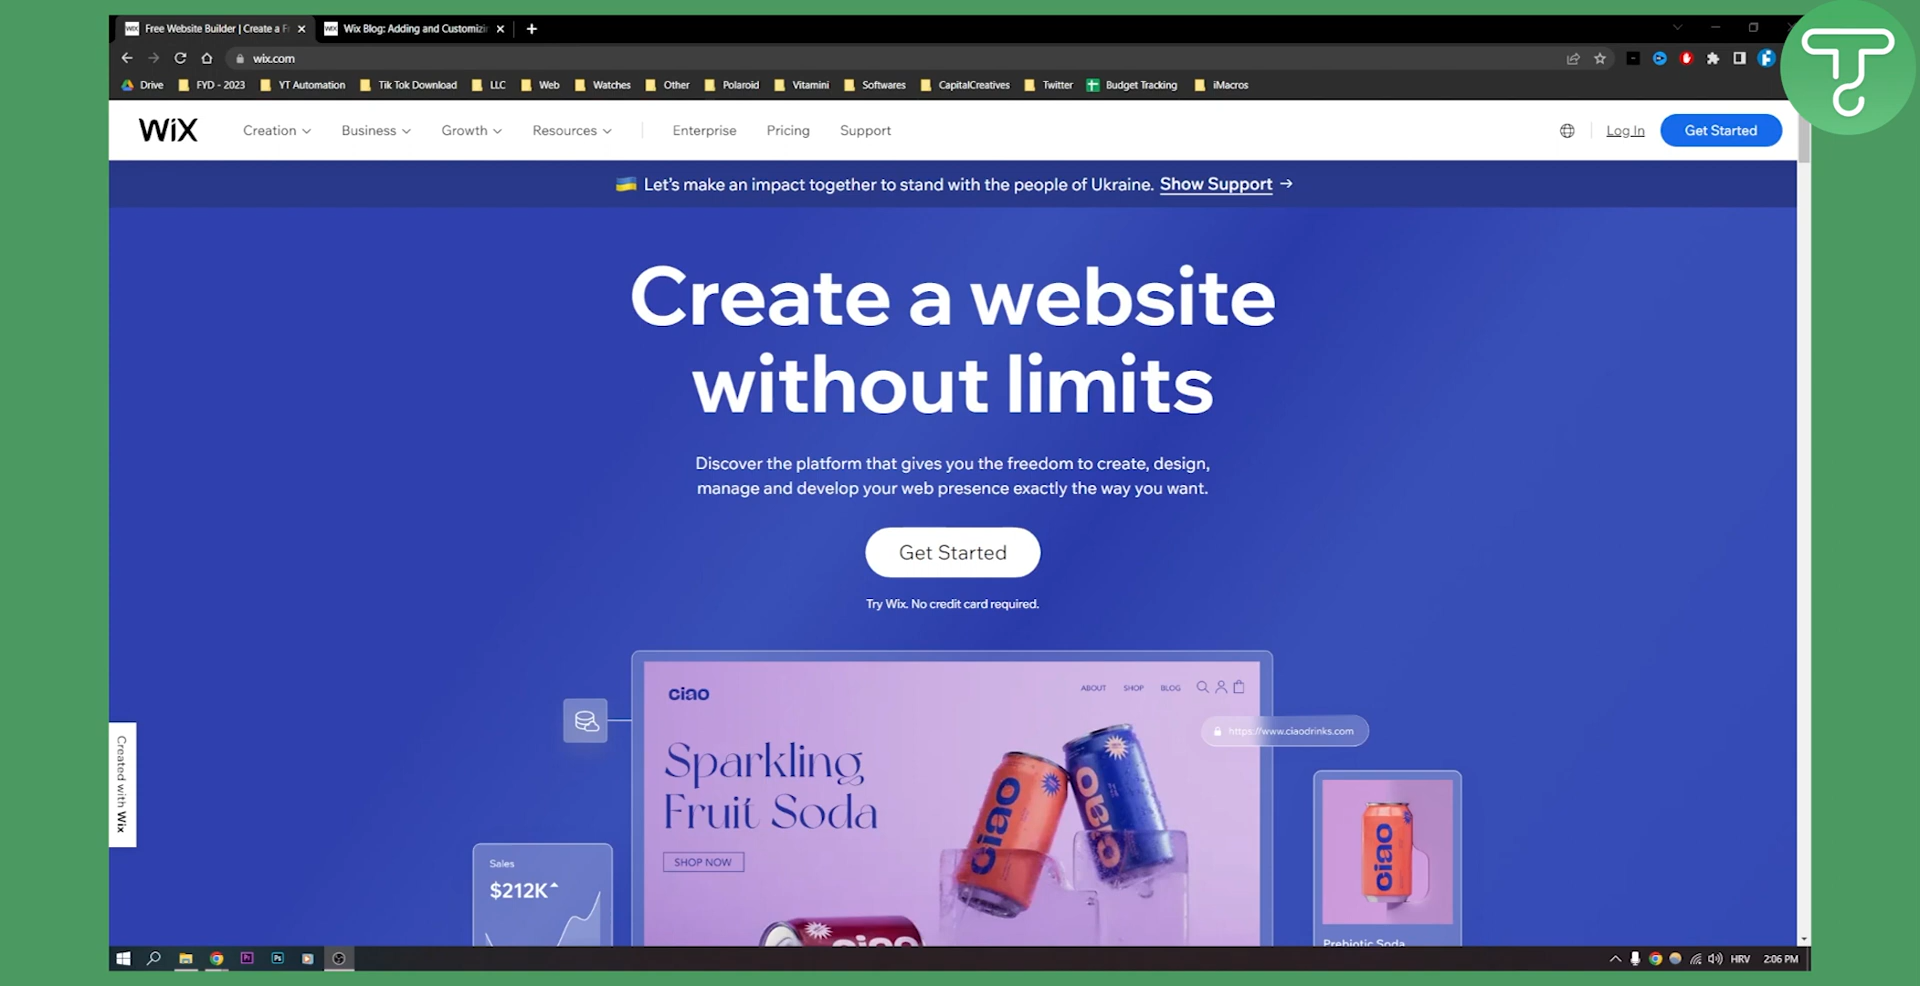 Free Website Builder | Create a F
Wix Blog: Adding and Customizi
wix.com
Drive FYD - 2023 YT Automation Tik Tok Download LLC Web Watches Other Polaroid Vitamini Softwares CapitalCreatives Twitter Budget Tracking iMacros
WiX Creation Business Growth Resources Enterprise Pricing Support Log In Get Started
Let's make an impact together to stand with the people of Ukraine. Show Support →
Create a website
without limits
Discover the platform that gives you the freedom to create, design,
manage and develop your web presence exactly the way you want.
Get Started
Try Wix. No credit card required.
ciao ABOUT SHOP BLOG
https://www.ciaodrinks.com
Sparkling
Fruit Soda
SHOP NOW
ciao
ciao
ciao
ciao
Sales
$212K
Prebiotic Soda
Created with Wix
Pr Ps
HRV 2:06 PM